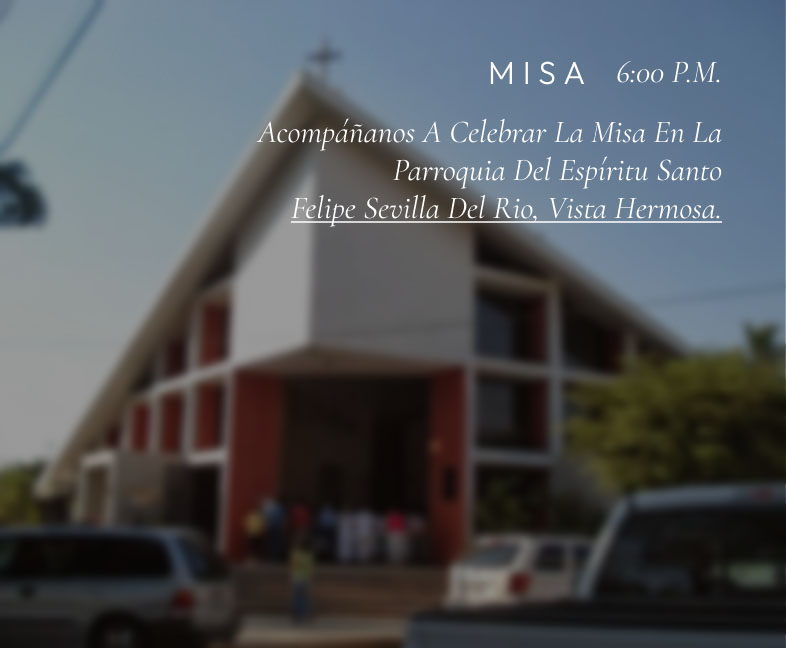 MISA 6:00 P.M.
Acompáñanos A Celebrar La Misa En La
Parroquia Del Espíritu Santo
Felipe Sevilla Del Rio, Vista Hermosa.